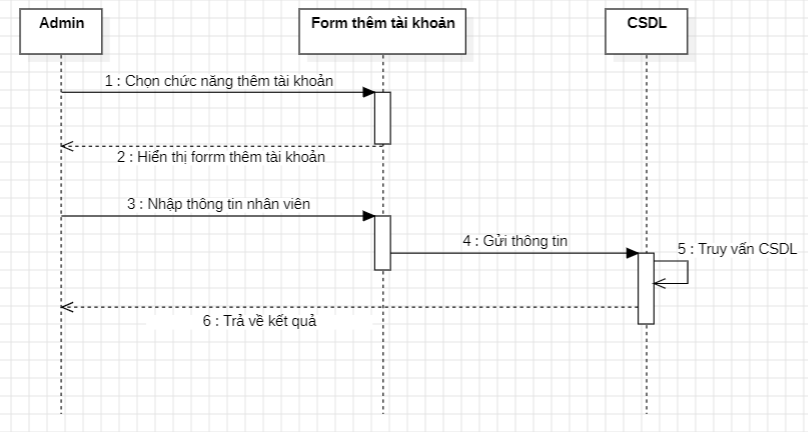 Admin
Form thêm tài khoản
CSDL
1 : Chọn chức năng thêm tài khoản
2 : Hiển thị forrm thêm tài khoản
3 : Nhập thông tin nhân viên
4 : Gửi thông tin
5 : Truy vấn CSDL
6 : Trả về kết quả